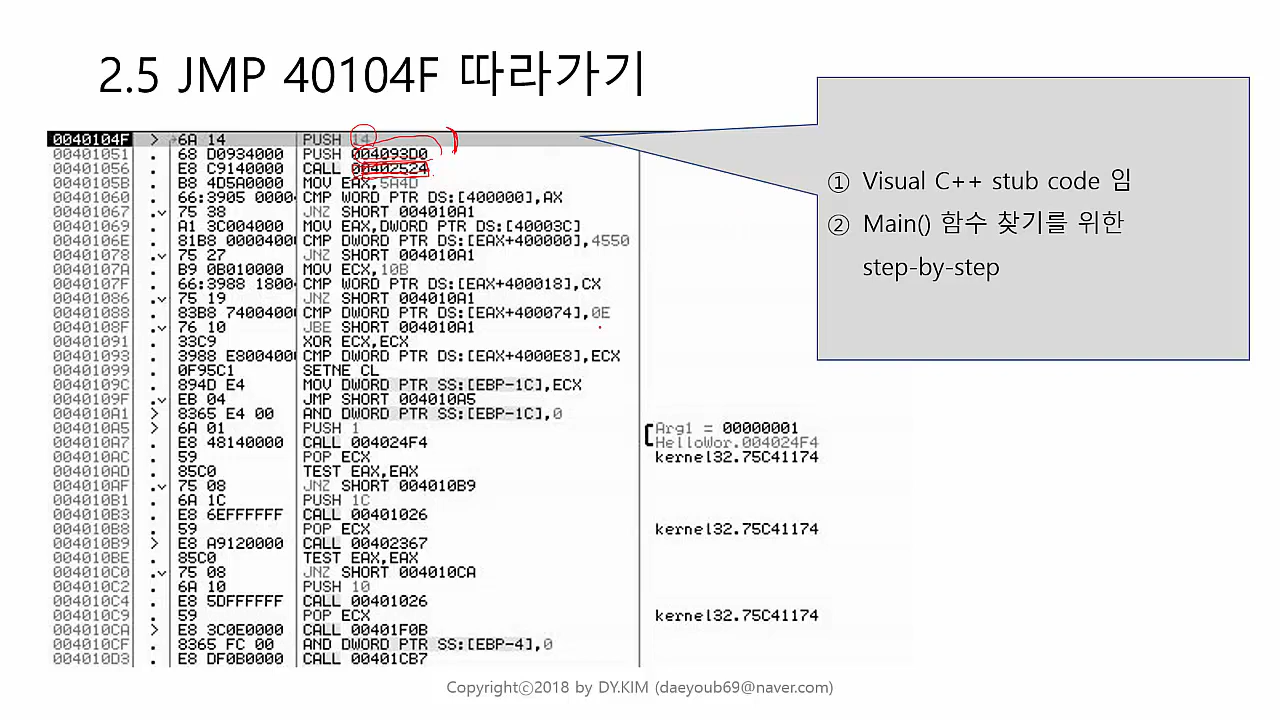 2.5 JMP 40104F 따라가기
① Visual C++ stub code 임
② Main() 함수 찾기를 위한
step-by-step
0040104F > 6A 14 PUSH 14
00401051 . 68 D0934000 PUSH 004093D0
00401056 . E8 C9140000 CALL 00402524
0040105B . B8 4D5A0000 MOV EAX,5A4D
00401060 . 66:3905 0000 CMP WORD PTR DS:[400000],AX
00401067 . 75 38 JNZ SHORT 004010A1
00401069 . A1 3C004000 MOV EAX,DWORD PTR DS:[40003C]
0040106E . 81B8 00004000 CMP DWORD PTR DS:[EAX+400000],4550
00401078 . 75 27 JNZ SHORT 004010A1
0040107A . B9 0B010000 MOV ECX,10B
0040107F . 66:3988 1800 CMP WORD PTR DS:[EAX+400018],CX
00401086 . 75 19 JNZ SHORT 004010A1
00401088 . 83B8 74004000 CMP DWORD PTR DS:[EAX+400074],0E
0040108F . 76 10 JBE SHORT 004010A1
00401091 . 33C9 XOR ECX,ECX
00401093 . 3988 E8004000 CMP DWORD PTR DS:[EAX+4000E8],ECX
00401099 . 0F95C1 SETNE CL
0040109C . 894D E4 MOV DWORD PTR SS:[EBP-1C],ECX
0040109F . EB 04 JMP SHORT 004010A5
004010A1 > 8365 E4 00 AND DWORD PTR SS:[EBP-1C],0
004010A5 > 6A 01 PUSH 1 Arg1 = 00000001
004010A7 . E8 48140000 CALL 004024F4 HelloWor.004024F4
004010AC . 59 POP ECX kernel32.75C41174
004010AD . 85C0 TEST EAX,EAX
004010AF . 75 08 JNZ SHORT 004010B9
004010B1 . 6A 1C PUSH 1C
004010B3 . E8 6EFFFFFF CALL 00401026
004010B8 . 59 POP ECX kernel32.75C41174
004010B9 > E8 A9120000 CALL 00402367
004010BE . 85C0 TEST EAX,EAX
004010C0 . 75 08 JNZ SHORT 004010CA
004010C2 . 6A 10 PUSH 10
004010C4 . E8 5DFFFFFF CALL 00401026
004010C9 . 59 POP ECX kernel32.75C41174
004010CA > E8 3C0E0000 CALL 00401F0B
004010CF . 8365 FC 00 AND DWORD PTR SS:[EBP-4],0
004010D3 . E8 DF0B0000 CALL 00401CB7
Copyrightⓒ2018 by DY.KIM (daeyoub69@naver.com)